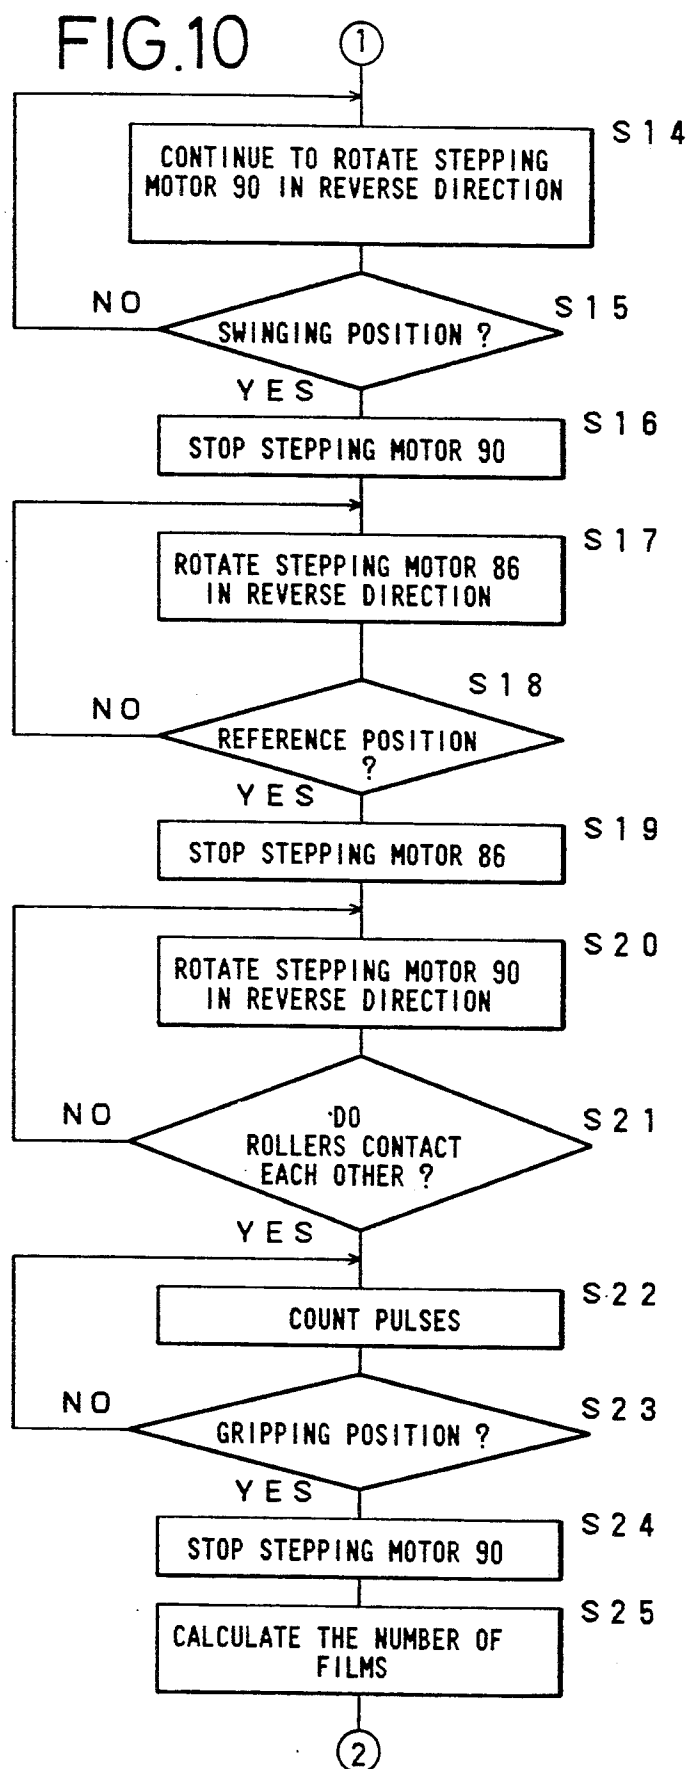 FIG.10
1
S14
CONTINUE TO ROTATE STEPPING
MOTOR 90 IN REVERSE DIRECTION
NO
S15
SWINGING POSITION ?
YES
S16
STOP STEPPING MOTOR 90
S17
ROTATE STEPPING MOTOR 86
IN REVERSE DIRECTION
S18
NO
REFERENCE POSITION
?
YES
S19
STOP STEPPING MOTOR 86
S20
ROTATE STEPPING MOTOR 90
IN REVERSE DIRECTION
NO
S21
DO
ROLLERS CONTACT
EACH OTHER ?
YES
S22
COUNT PULSES
NO
S23
GRIPPING POSITION ?
YES
S24
STOP STEPPING MOTOR 90
S25
CALCULATE THE NUMBER OF
FILMS
2